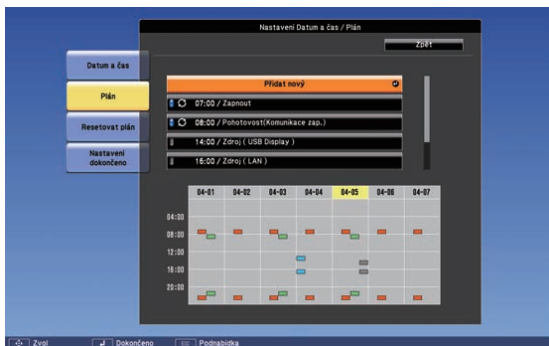 Nastavení Datum a čas / Plán
Zpět
Datum a čas
Plán
Resetovat plán
Nastavení
dokončeno
Přidat nový
07:00 / Zapnout
08:00 / Pohotovost(Komunikace zap.)
14:00 / Zdroj ( USB Display )
16:00 / Zdroj ( LAN )
04-01 04-02 04-03 04-04 04-05 04-06 04-07
04:00
08:00
12:00
16:00
20:00
Zvol Dokončeno Podnabídka